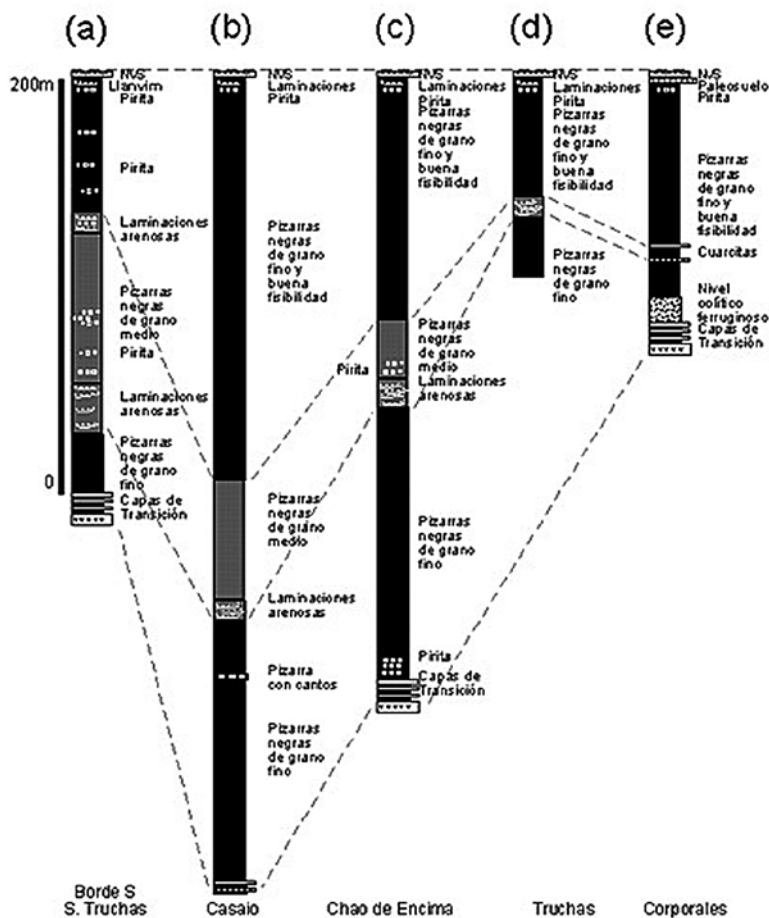 (a)
(b)
(c)
(d)
(e)
200m
0
NVS
Llanvirn
Pirita
Pirita
Laminaciones
arenosas
Pizarras
negras
de grano
medio
Pirita
Laminaciones
arenosas
Pizarras
negras
de grano
fino
Capas de
Transición
Borde S
S. Truchas
NVS
Laminaciones
Pirita
Pizarras
negras
de grano
fino y
buena
fisibilidad
Pizarras
negras
de grano
medio
Laminaciones
arenosas
Pizarra
con cantos
Pizarras
negras
de grano
fino
Casaio
NVS
Laminaciones
Pirita
Pizarras
negras
de grano
fino y
buena
fisibilidad
Pizarras
negras
de grano
medio
Pirita
Laminaciones
arenosas
Pizarras
negras
de grano
fino
Pirita
Capas de
Transición
Chao de Encima
NVS
Laminaciones
Pirita
Pizarras
negras
de grano
fino y
buena
fisibilidad
Pizarras
negras
de grano
fino
Truchas
NVS
Paleosuelo
Pirita
Pizarras
negras
de grano
fino y
buena
fisibilidad
Cuarcitas
Nivel
oolítico
ferruginoso
Capas de
Transición
Corporales